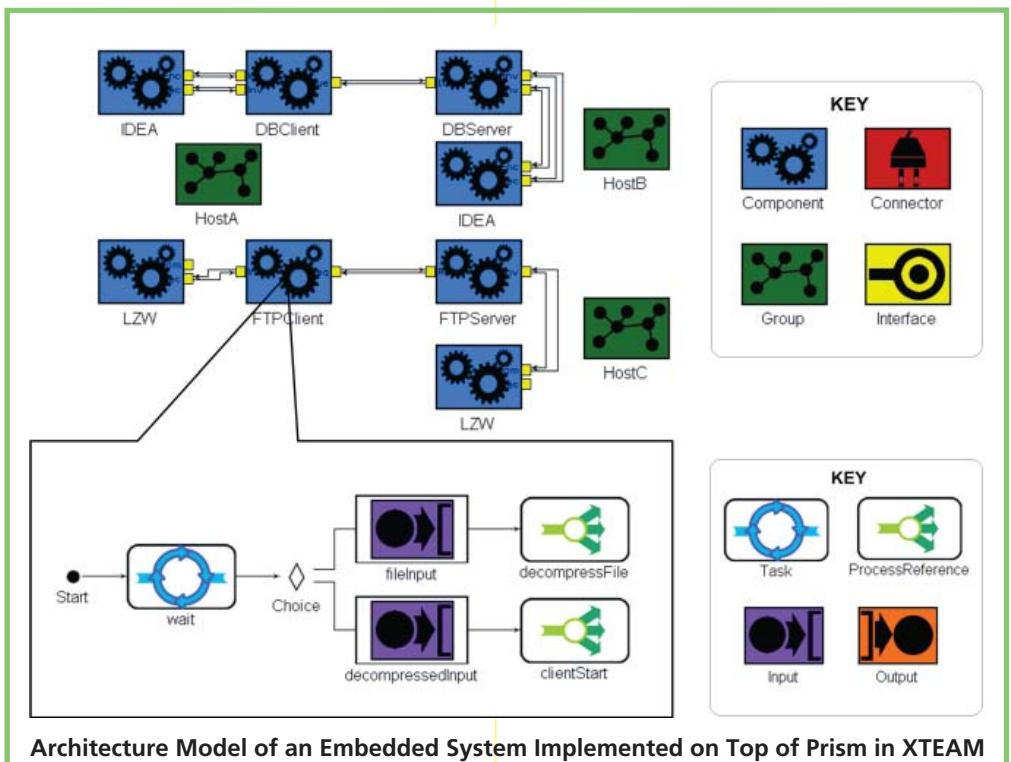 IDEA
DBClient
DBServer
HostA
IDEA
HostB
LZW
FTPClient
FTPServer
HostC
LZW
KEY
Component
Connector
Group
Interface
Start
wait
Choice
fileInput
decompressFile
decompressedInput
clientStart
KEY
Task
ProcessReference
Input
Output
Architecture Model of an Embedded System Implemented on Top of Prism in XTEAM